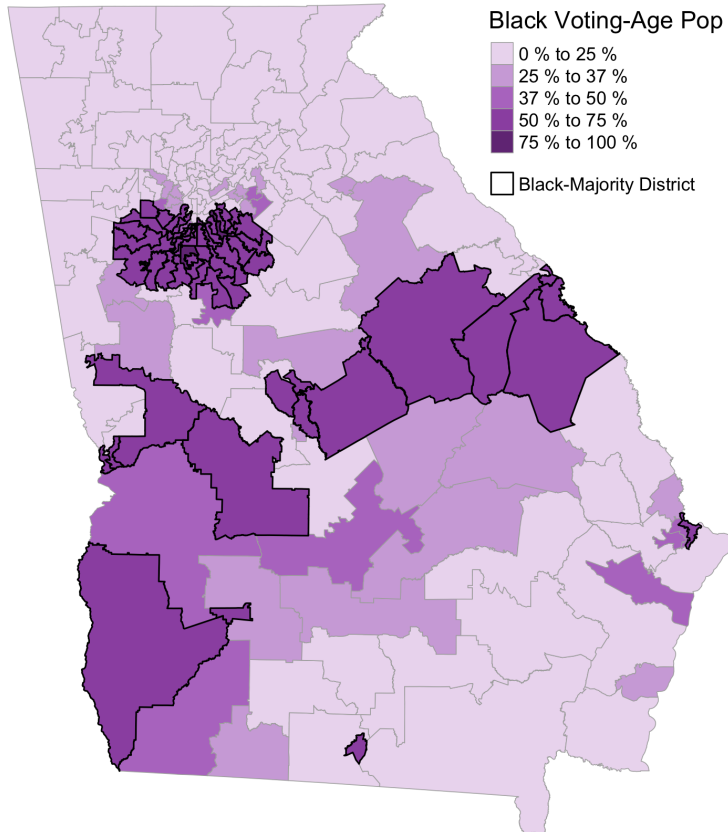 Black Voting-Age Pop
0 % to 25 %
25 % to 37 %
37 % to 50 %
50 % to 75 %
75 % to 100 %
Black-Majority District